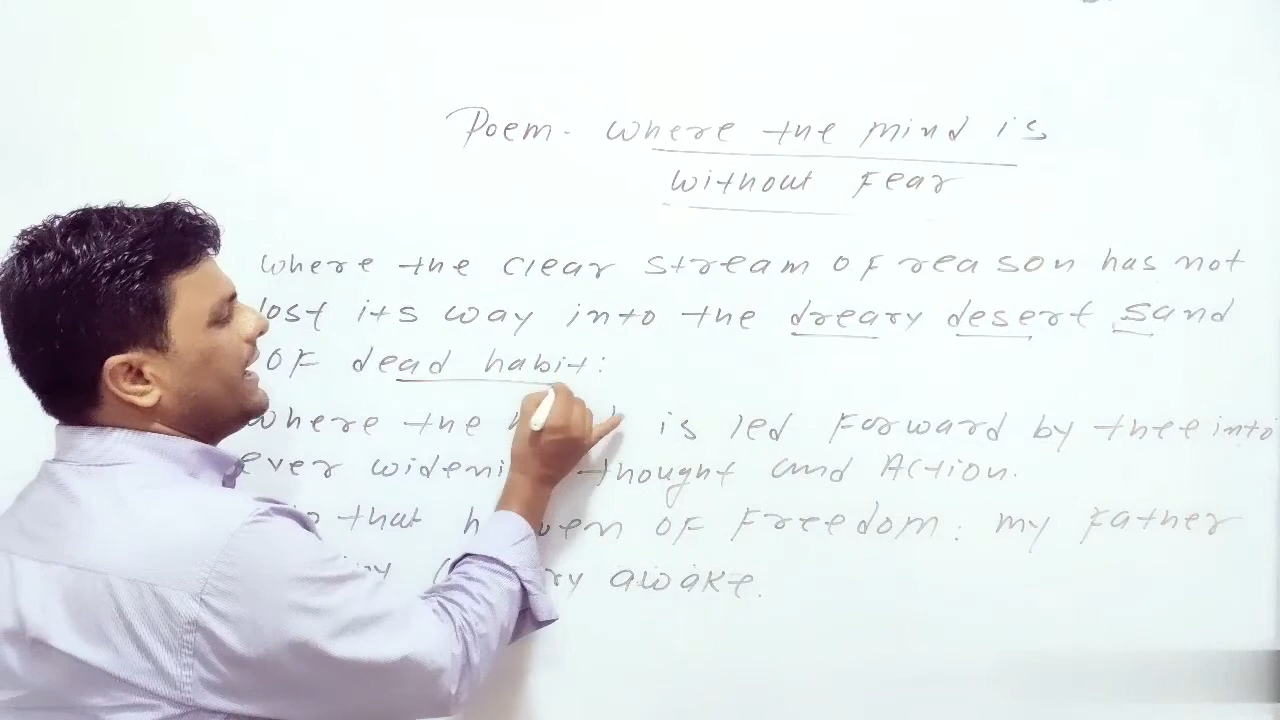 Poem. Where the mind is
without Fear
where the clear stream of reason has not
lost its way into the dreary desert sand
OF dead habit:
where the is led Forward by thee into
Ever thought and Action.
that OF Freedom: my Father
awake.